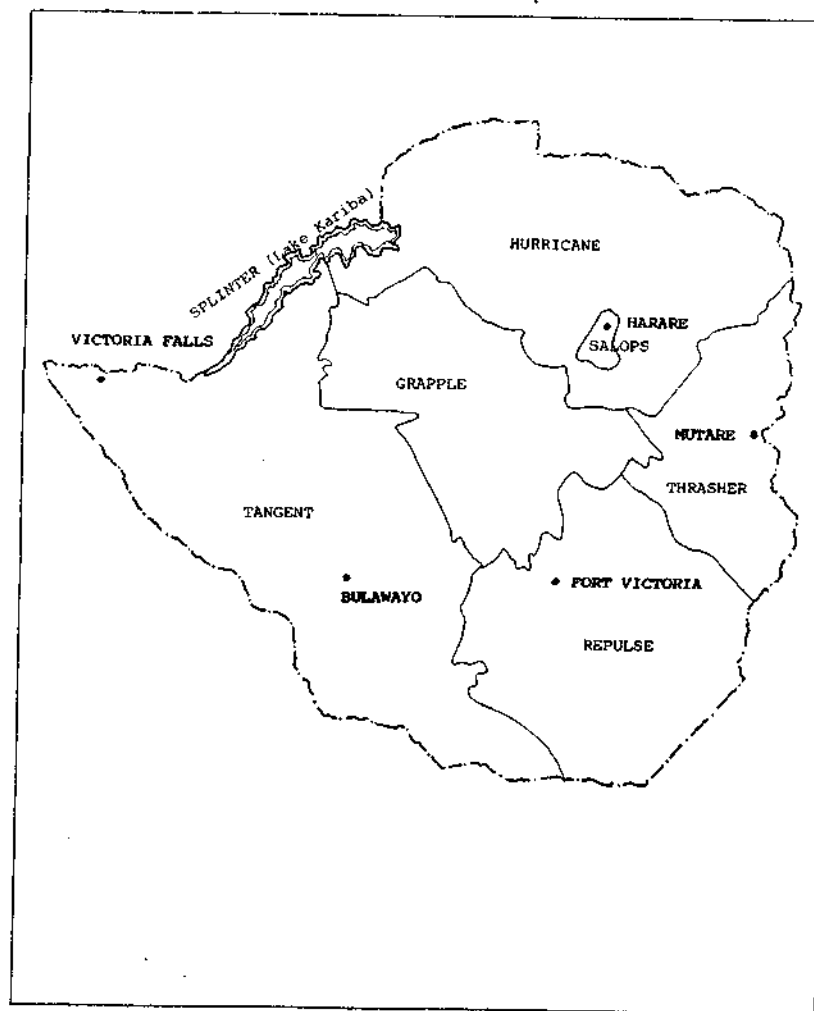 SPLINTER (Lake Kariba)
HURRICANE
VICTORIA FALLS
HARARE
SALOPS
GRAPPLE
MUTARE
THRASHER
TANGENT
BULAWAYO
FORT VICTORIA
REPULSE